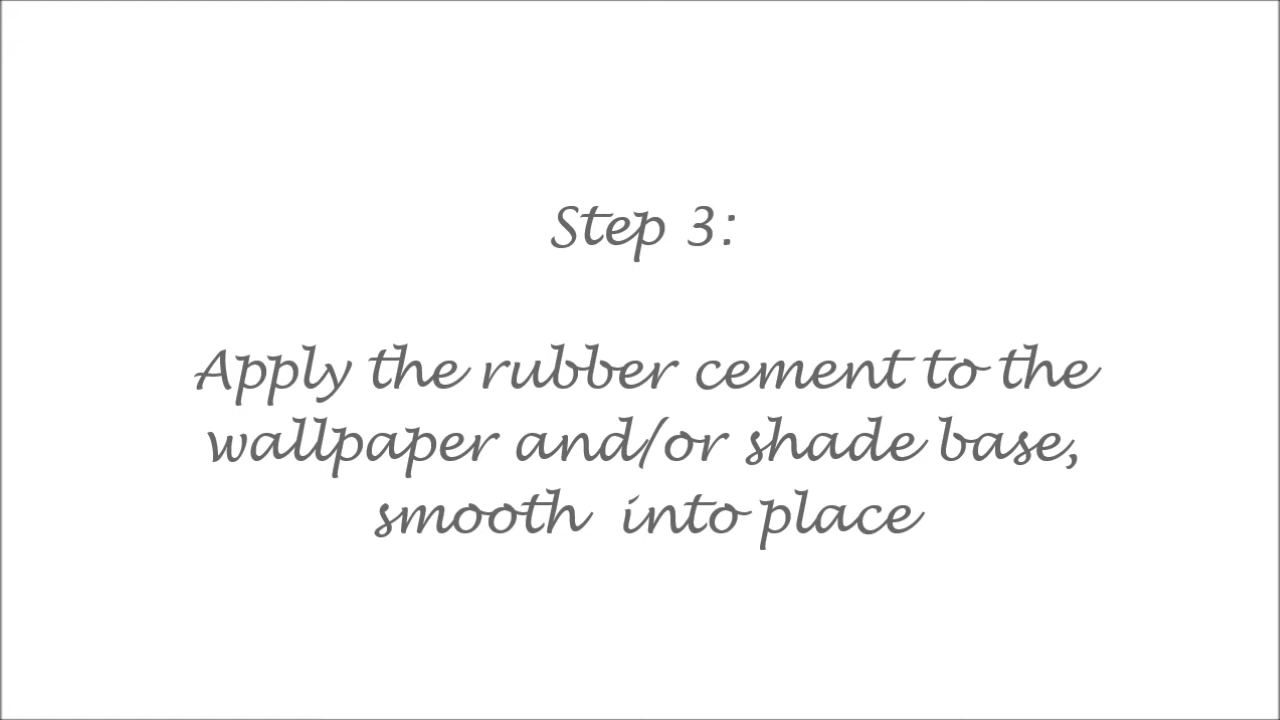 Step 3:
Apply the rubber cement to the
wallpaper and/or shade base,
smooth  into place